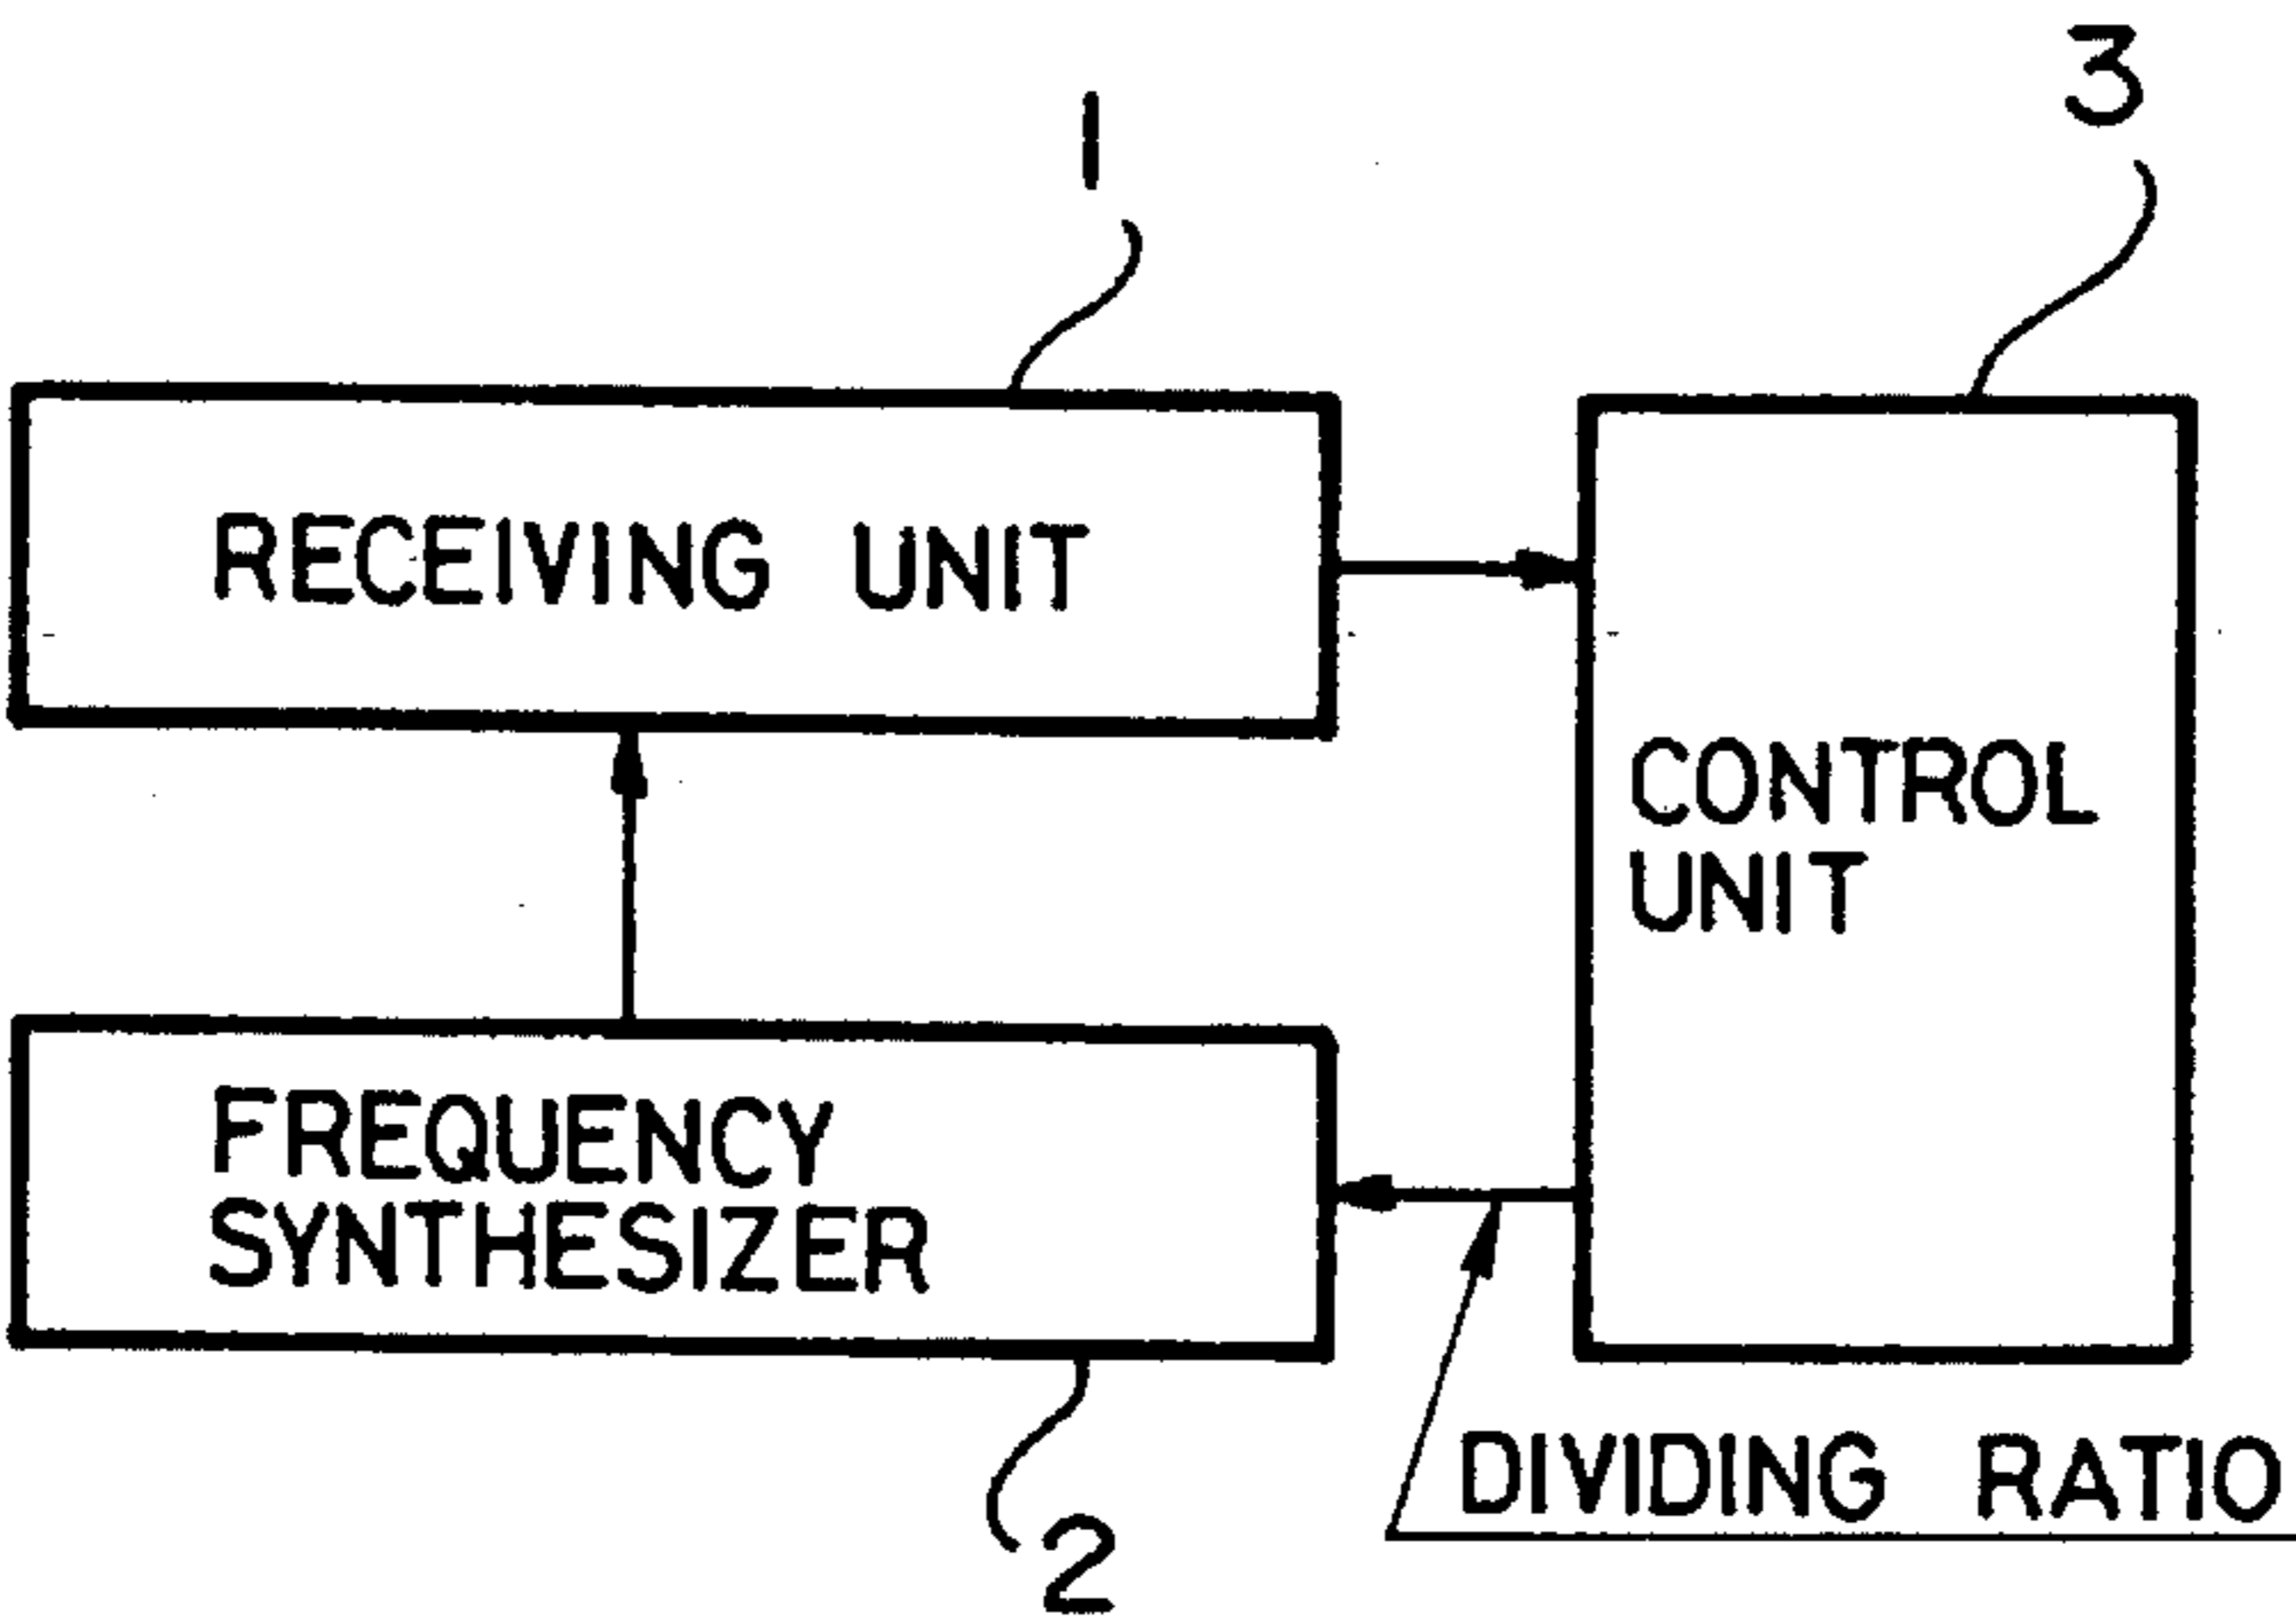 1
3
RECEIVING UNIT
CONTROL
UNIT
FREQUENCY
SYNTHESIZER
DIVIDING RATIO
2